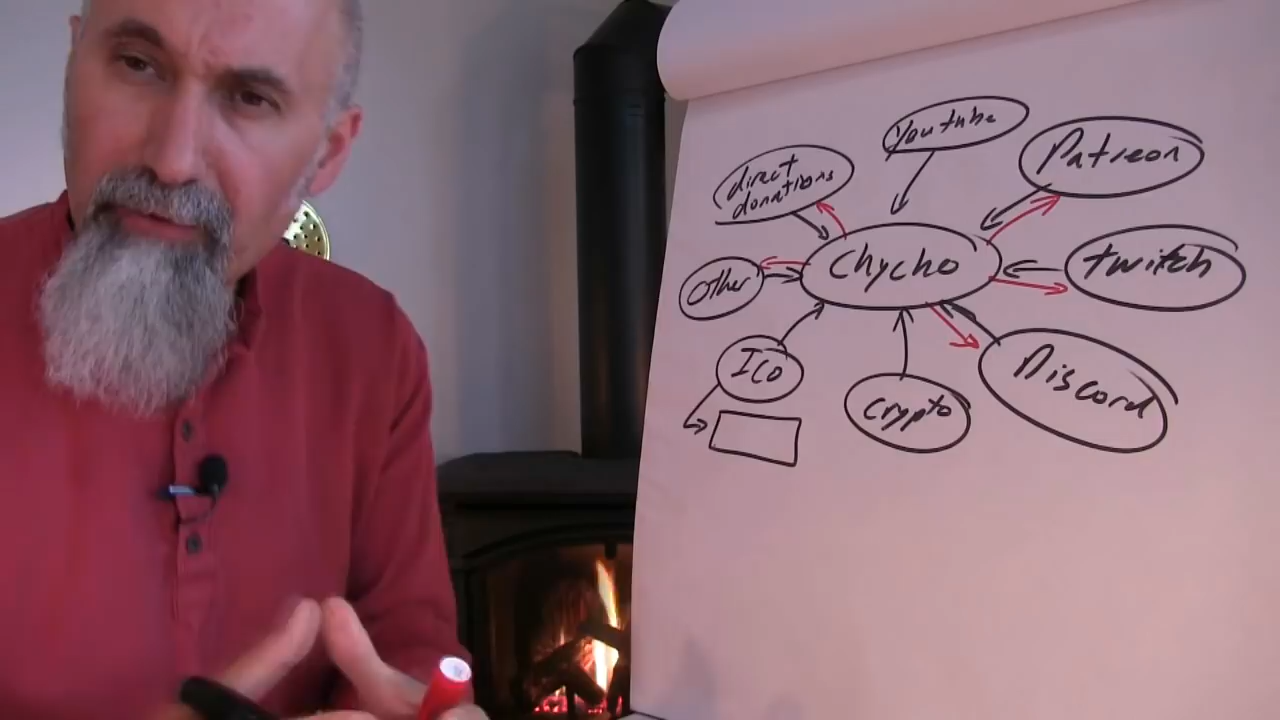 Youtube
Patreon
direct
donations
chycho
twitch
other
ICO
crypto
Discord